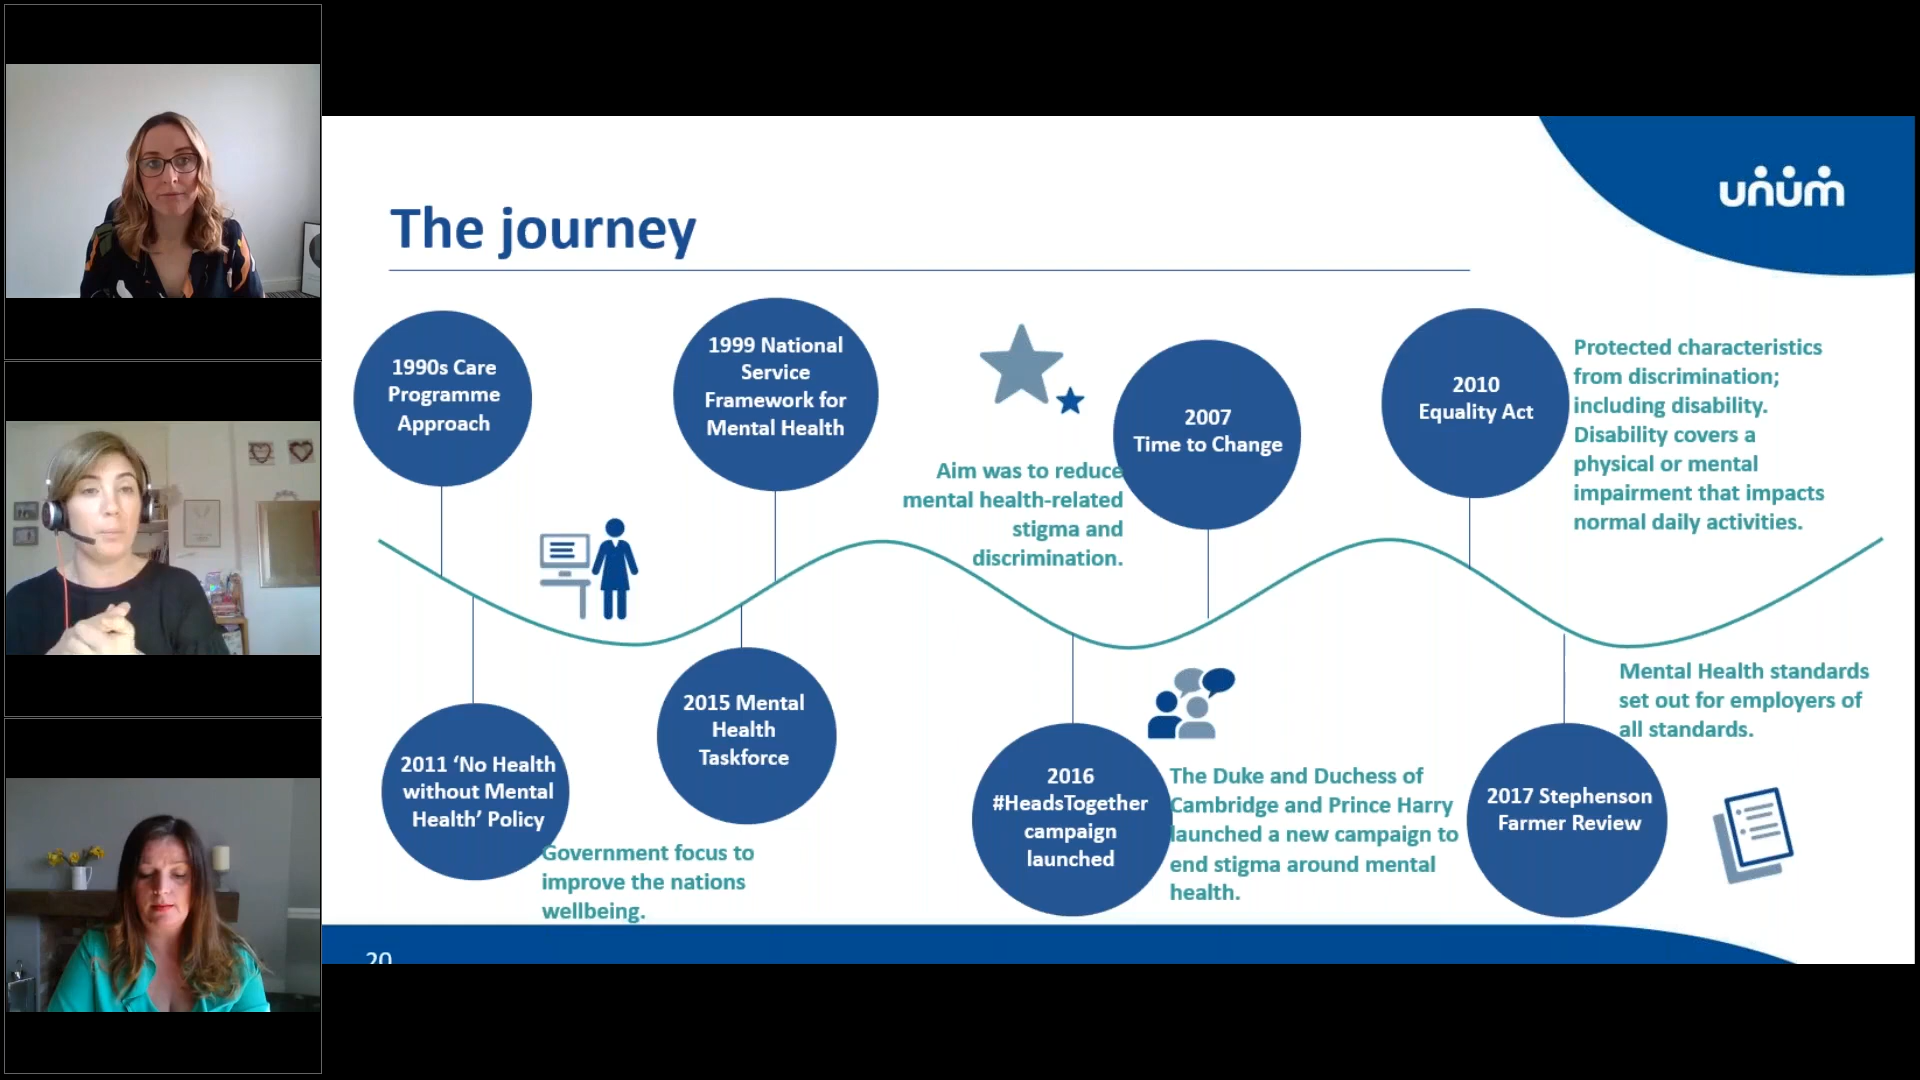 unum
The journey
1990s Care
Programme
Approach
1999 National
Service
Framework for
Mental Health
Aim was to reduce
mental health-related
stigma and
discrimination.
2007
Time to Change
2010
Equality Act
Protected characteristics
from discrimination;
including disability.
Disability covers a
physical or mental
impairment that impacts
normal daily activities.
2011 ‘No Health
without Mental
Health’ Policy
Government focus to
improve the nations
wellbeing.
2015 Mental
Health
Taskforce
2016
#HeadsTogether
campaign
launched
The Duke and Duchess of
Cambridge and Prince Harry
launched a new campaign to
end stigma around mental
health.
2017 Stephenson
Farmer Review
Mental Health standards
set out for employers of
all standards.
20